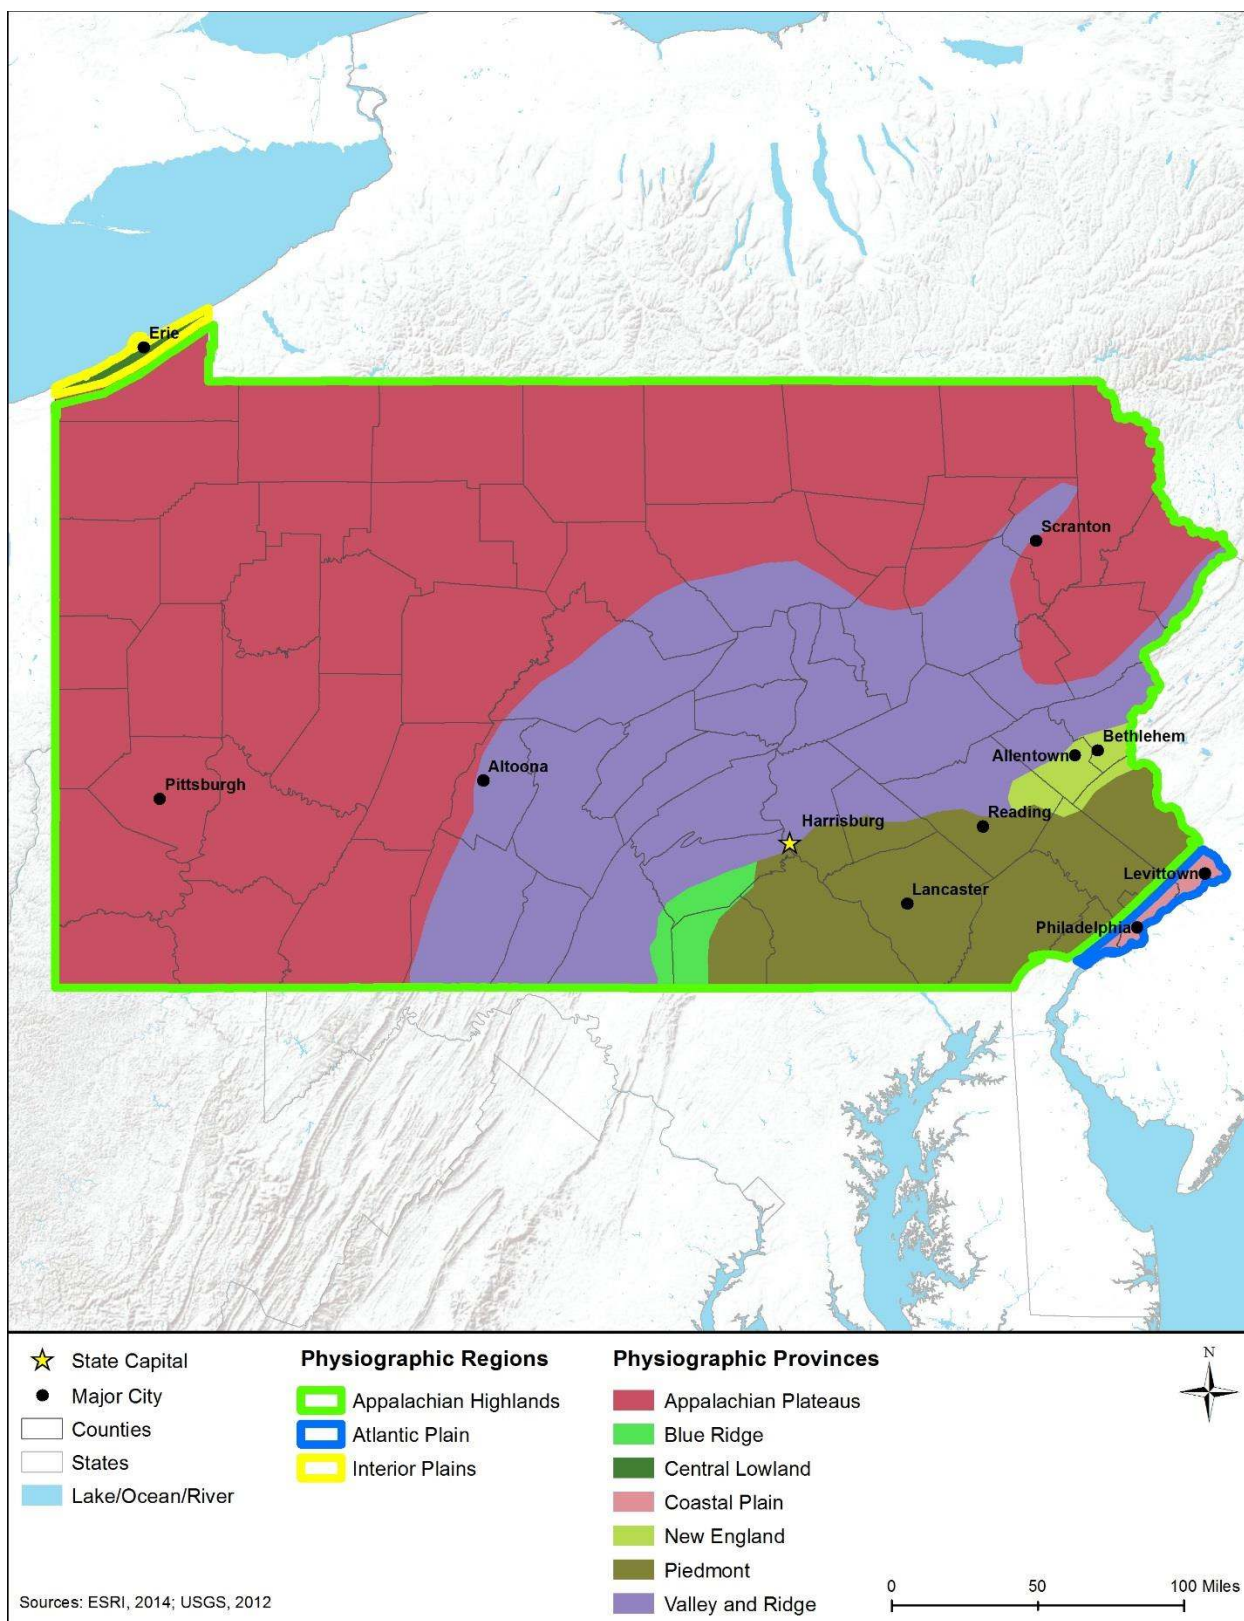 Erie
Scranton
Bethlehem
Allentown
Altoona
Pittsburgh
Harrisburg
Reading
Levittown
Lancaster
Philadelphia
State Capital
Major City
Counties
States
Lake/Ocean/River
Sources: ESRI, 2014; USGS, 2012
Physiographic Regions
Appalachian Highlands
Atlantic Plain
Interior Plains
Physiographic Provinces
Appalachian Plateaus
Blue Ridge
Central Lowland
Coastal Plain
New England
Piedmont
Valley and Ridge
N
0 50 100 Miles